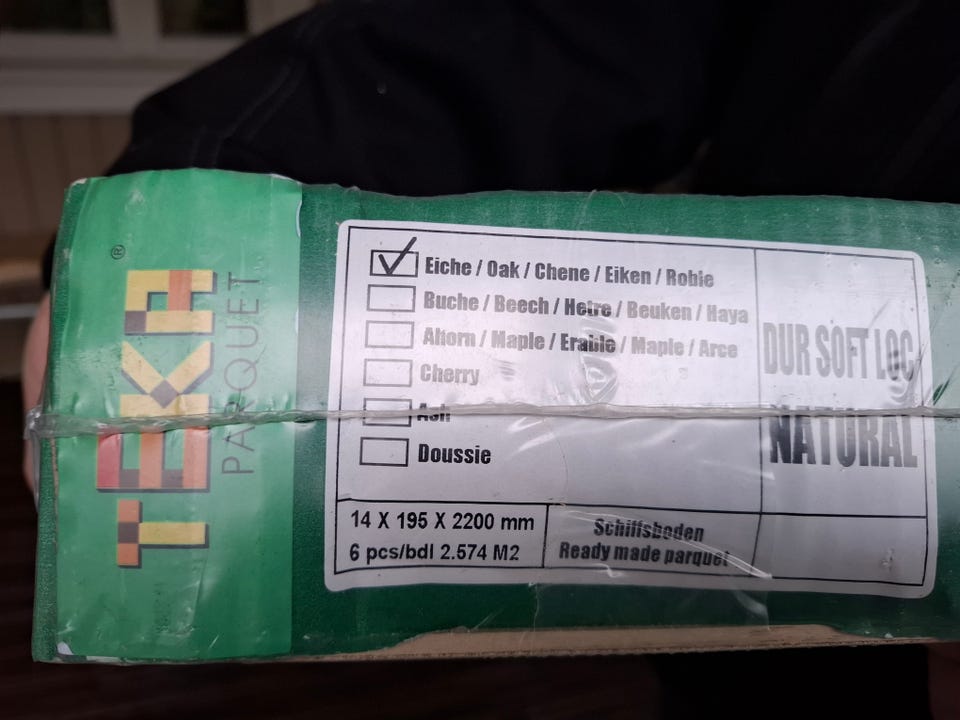 TEKA ®
PARQUET
Eiche / Oak / Chene / Eiken / Roble
Buche / Beech / Hetre / Beuken / Haya
Ahorn / Maple / Erable / Maple / Arce
Cherry
Ash
Doussie
DUR SOFT LOC
NATURAL
14 X 195 X 2200 mm
6 pcs/bdl 2.574 M2
Schiffsboden
Ready made parquet